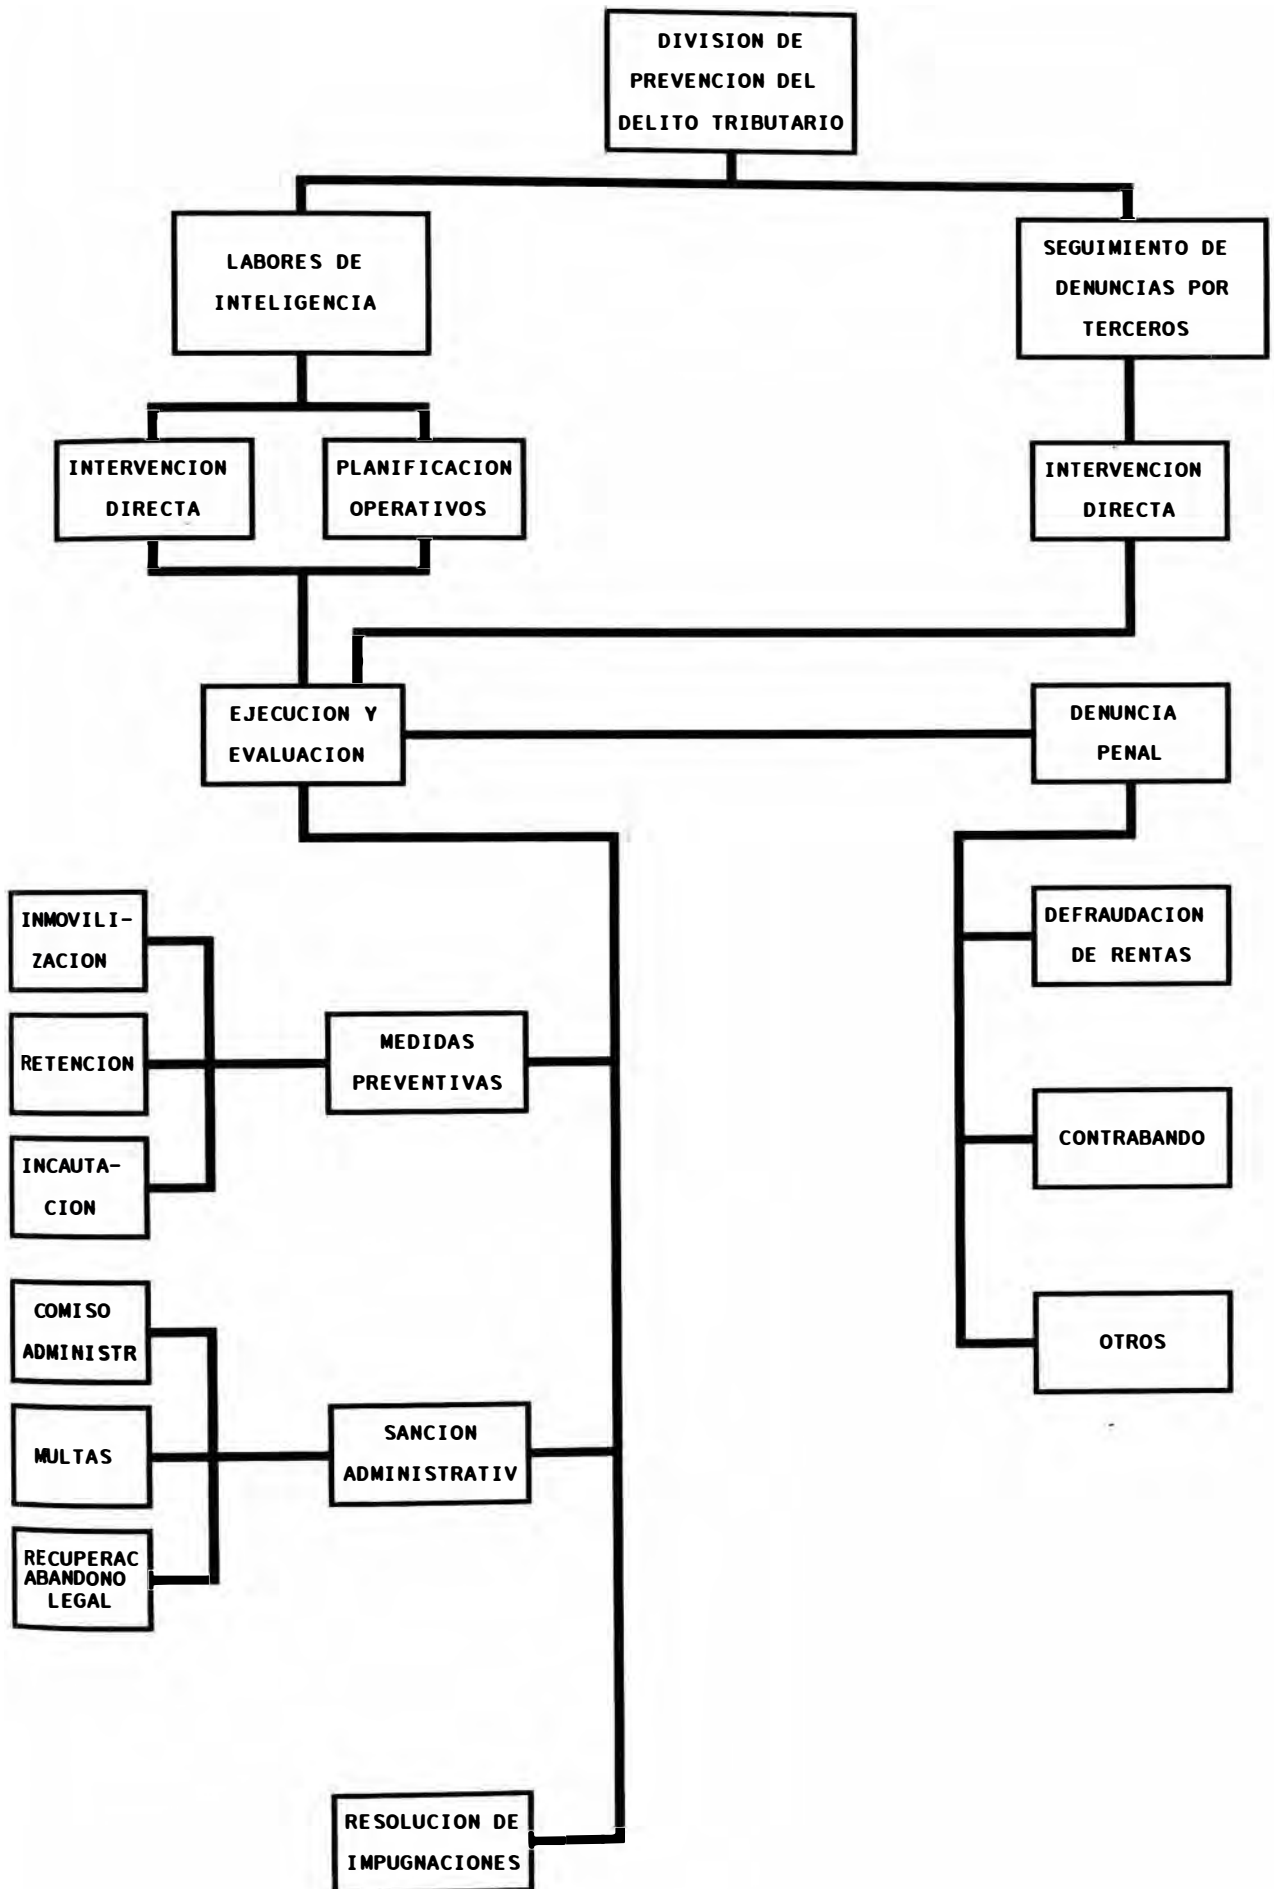 DIVISION DE
PREVENCION DEL
DELITO TRIBUTARIO
LABORES DE
INTELIGENCIA
SEGUIMIENTO DE
DENUNCIAS POR
TERCEROS
INTERVENCION
DIRECTA
PLANIFICACION
OPERATIVOS
INTERVENCION
DIRECTA
EJECUCION Y
EVALUACION
DENUNCIA
PENAL
INMOVILI-
ZACION
RETENCION
INCAUTA-
CION
MEDIDAS
PREVENTIVAS
DEFRAUDACION
DE RENTAS
CONTRABANDO
OTROS
COMISO
ADMINISTR
MULTAS
RECUPERAC
ABANDONO
LEGAL
SANCION
ADMINISTRATIV
RESOLUCION DE
IMPUGNACIONES